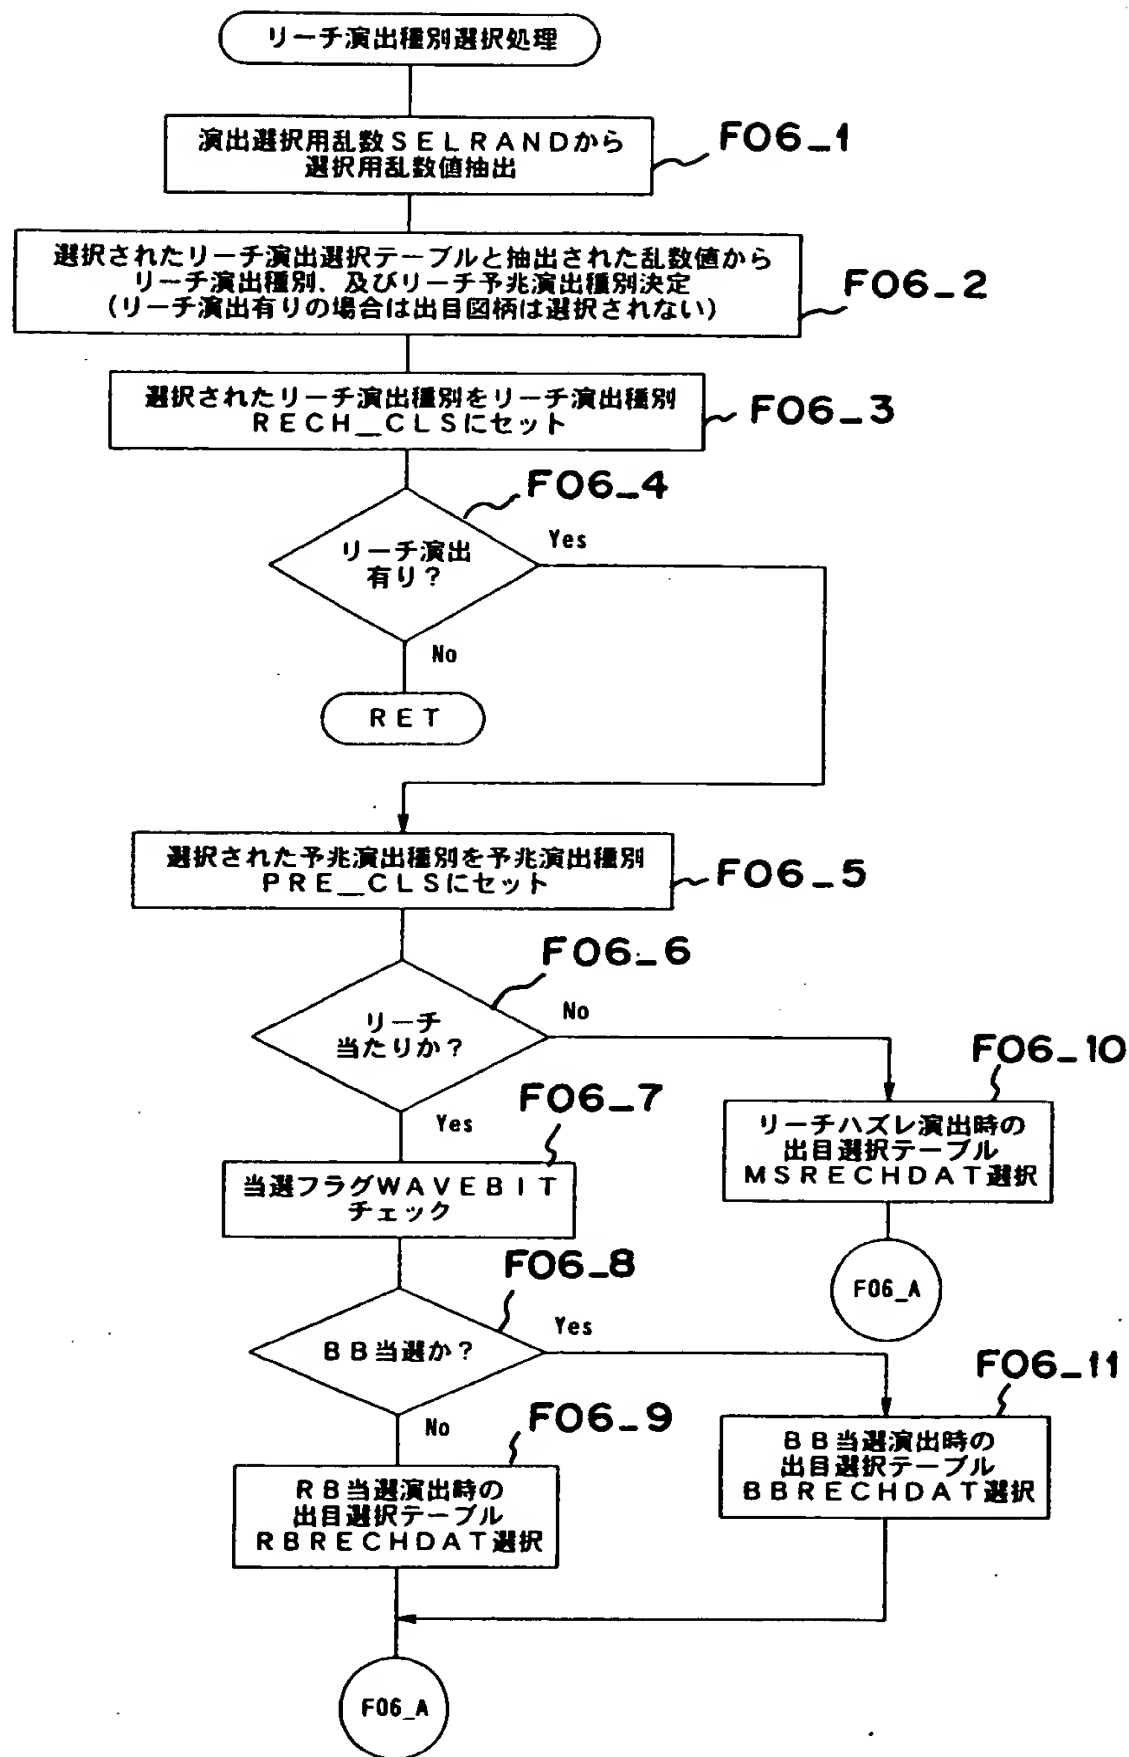 リーチ演出種別選択処理
演出選択用乱数SELRANDから
選択用乱数値抽出
F06_1
選択されたリーチ演出選択テーブルと抽出された乱数値から
リーチ演出種別、及びリーチ予兆演出種別決定
(リーチ演出有りの場合は出目図柄は選択されない)
F06_2
選択されたリーチ演出種別をリーチ演出種別
RECH__CLSにセット
F06_3
F06_4
リーチ演出
有り?
Yes
No
RET
選択された予兆演出種別を予兆演出種別
PRE__CLSにセット
F06_5
F06_6
リーチ
当たりか?
No
Yes
F06_10
リーチハズレ演出時の
出目選択テーブル
MSRECHDAT選択
F06_A
F06_7
当選フラグWAVEBIT
チェック
F06_8
BB当選か?
Yes
No
F06_11
BB当選演出時の
出目選択テーブル
BBRECHDAT選択
F06_9
RB当選演出時の
出目選択テーブル
RBRECHDAT選択
F06_A